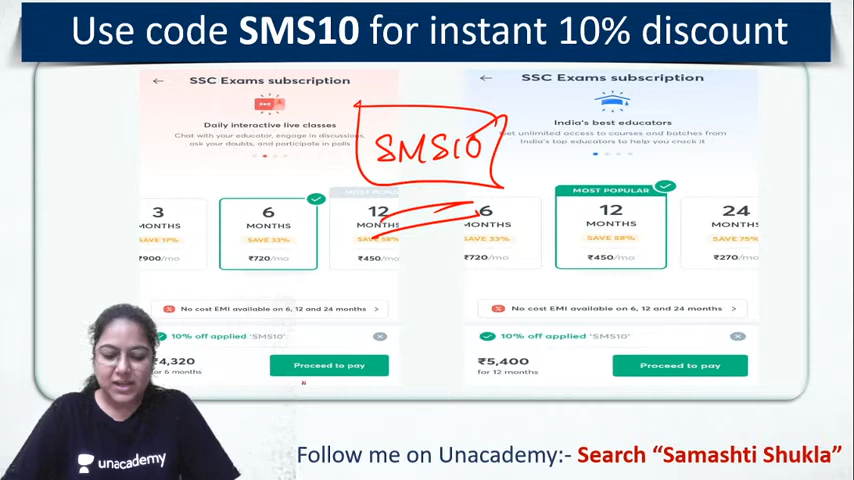 Use code SMS10 for instant 10% discount
SSC Exams subscription
Daily interactive live classes
Chat with your educator, engage in discussions,
ask your doubts, and participate in polls
3
MONTHS
SAVE 17%
₹900/mo
6
MONTHS
SAVE 33%
₹720/mo
MOST POPU
12
MONTHS
SAVE 58%
₹450/mo
No cost EMI available on 6, 12 and 24 months
10% off applied 'SMS10'
₹4,320
for 6 months
Proceed to pay
SMS10
SSC Exams subscription
India's best educators
Get unlimited access to courses and batches from
India's top educators to help you crack it
6
MONTHS
SAVE 33%
₹720/mo
MOST POPULAR
12
MONTHS
SAVE 58%
₹450/mo
24
MONTHS
SAVE 75%
₹270/mo
No cost EMI available on 6, 12 and 24 months
10% off applied 'SMS10'
₹5,400
for 12 months
Proceed to pay
unacademy
Follow me on Unacademy:- Search “Samashti Shukla”